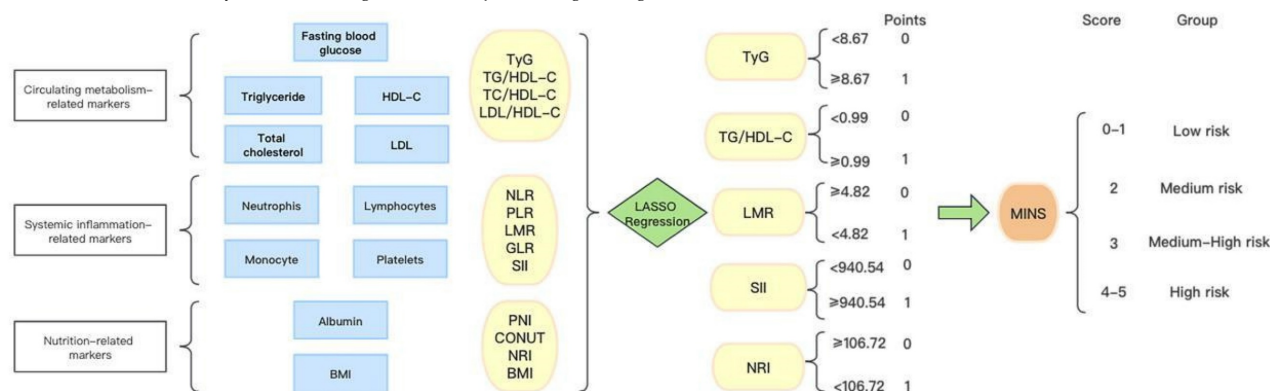 Circulating metabolism-
related markers
Fasting blood
glucose
Triglyceride
HDL-C
Total
cholesterol
LDL
TyG
TG/HDL-C
TC/HDL-C
LDL/HDL-C
Systemic inflammation-
related markers
Neutrophis
Lymphocytes
Monocyte
Platelets
NLR
PLR
LMR
GLR
SII
Nutrition-related
markers
Albumin
BMI
PNI
CONUT
NRI
BMI
LASSO
Regression
Points
TyG
<8.67 0
≥8.67 1
TG/HDL-C
<0.99 0
≥0.99 1
LMR
≥4.82 0
<4.82 1
SII
<940.54 0
≥940.54 1
NRI
≥106.72 0
<106.72 1
MINS
Score Group
0-1 Low risk
2 Medium risk
3 Medium-High risk
4-5 High risk